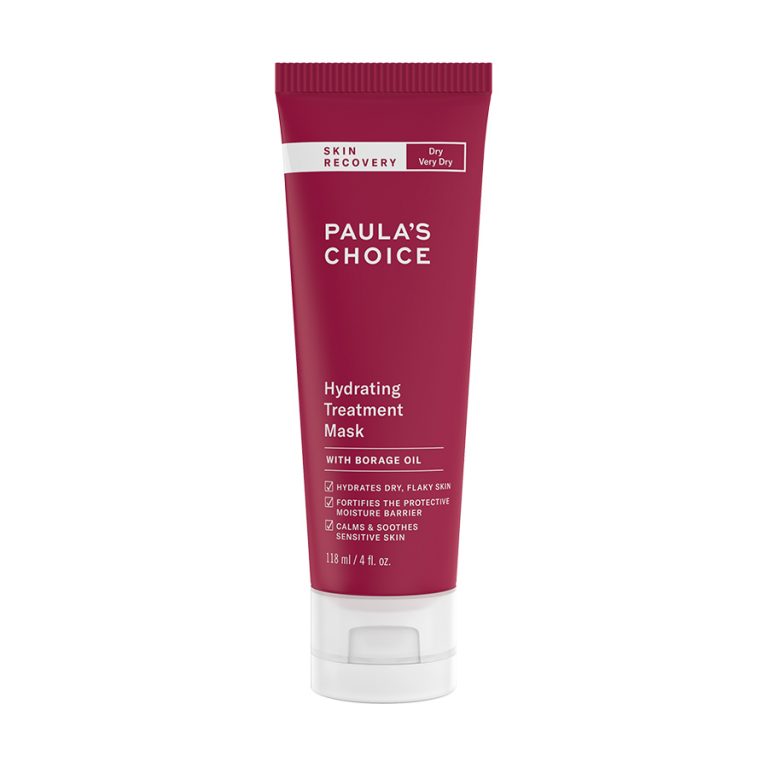 SKIN
RECOVERY
Dry
Very Dry
PAULA'S
CHOICE
Hydrating
Treatment
Mask
WITH BORAGE OIL
☑ HYDRATES DRY, FLAKY SKIN
☑ FORTIFIES THE PROTECTIVE
MOISTURE BARRIER
☑ CALMS & SOOTHES
SENSITIVE SKIN
118 ml / 4 fl. oz.